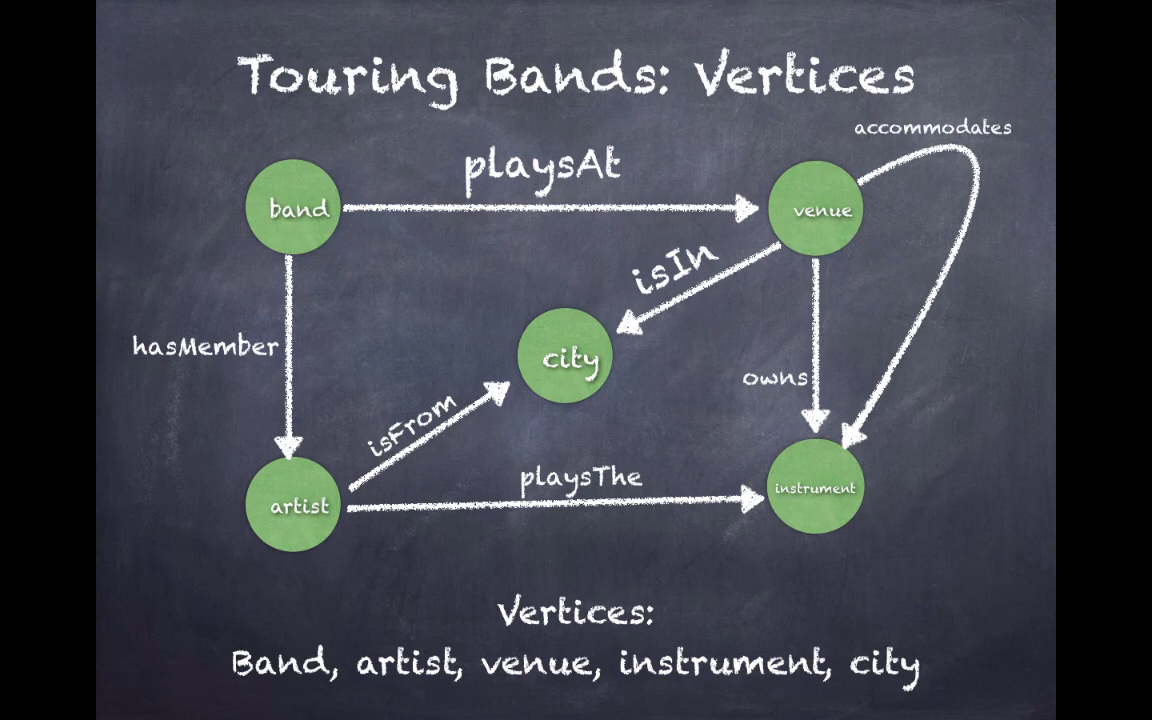 Touring Bands: Vertices
accommodates
playsAt
band
venue
isIn
hasMember
city
owns
isFrom
playsThe
instrument
artist
Vertices:
Band, artist, venue, instrument, city